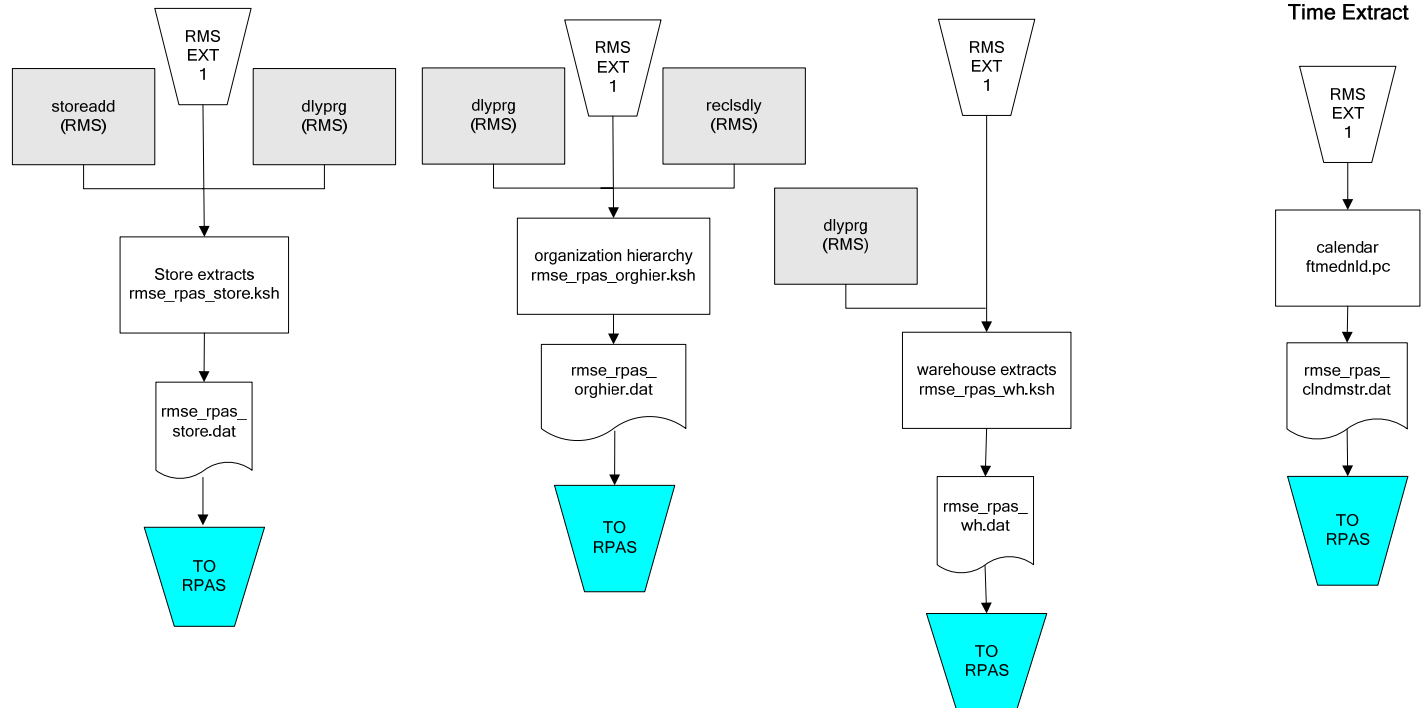 Time Extract
RMS
EXT
1
storeadd
(RMS)
dlyprg
(RMS)
Store extracts
rmse_rpas_store.ksh
rmse_rpas_
store.dat
TO
RPAS
RMS
EXT
1
dlyprg
(RMS)
reclsdly
(RMS)
organization hierarchy
rmse_rpas_orghier.ksh
rmse_rpas_
orghier.dat
TO
RPAS
RMS
EXT
1
dlyprg
(RMS)
warehouse extracts
rmse_rpas_wh.ksh
rmse_rpas_
wh.dat
TO
RPAS
RMS
EXT
1
calendar
ftmednld.pc
rmse_rpas_
clndmstr.dat
TO
RPAS